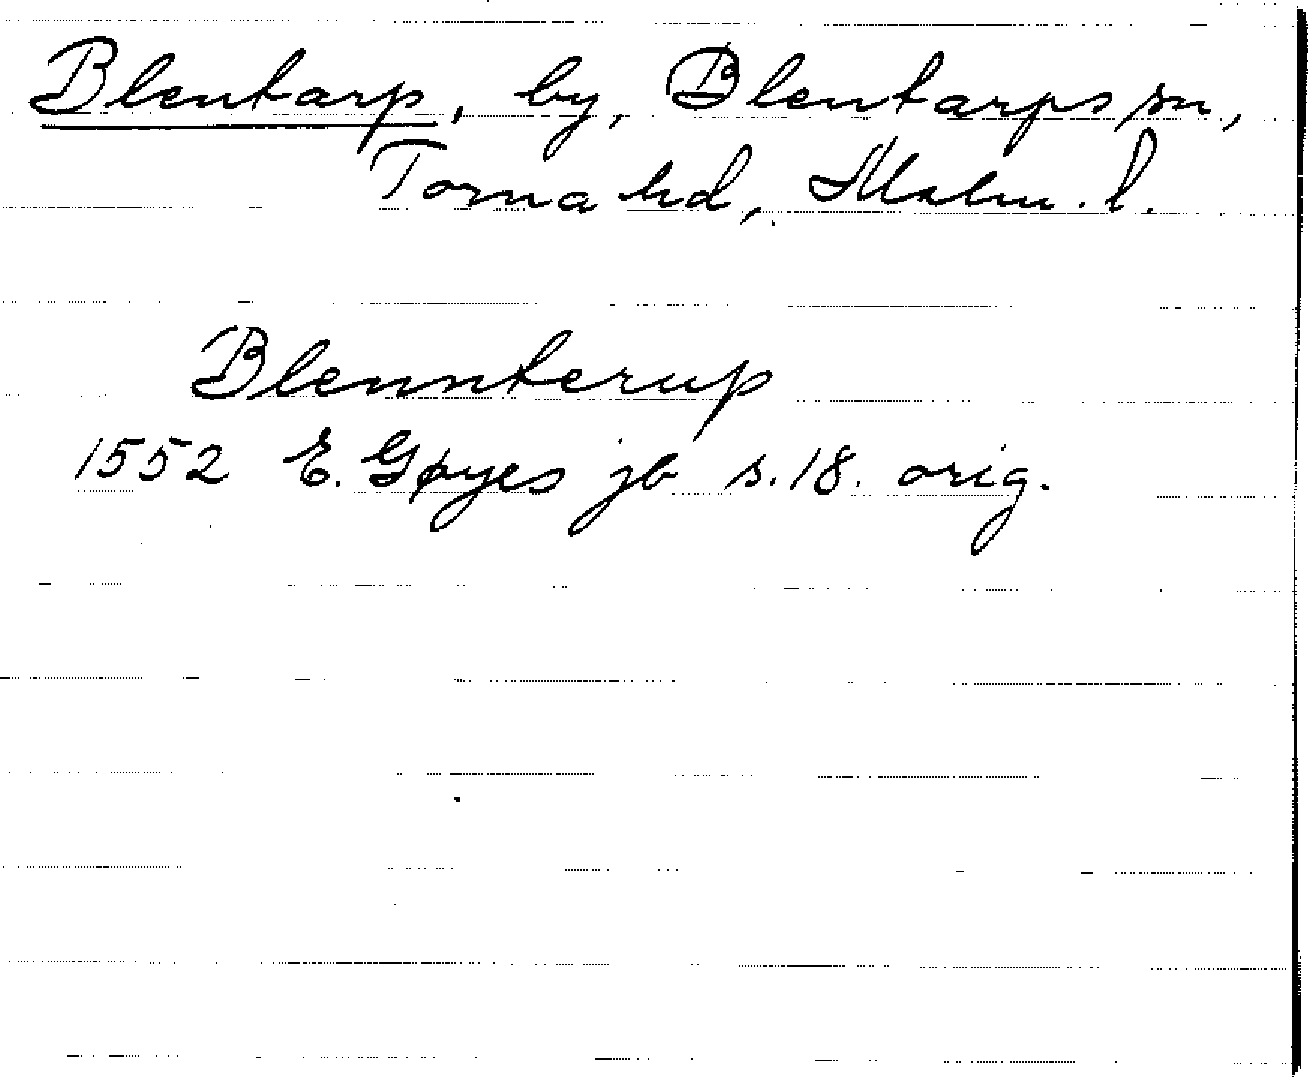 Blentarp, by, Blentarps sn,
Torna hd, Malm. l.
Blennterup
1552 E. Gøyes jb s. 18. orig.